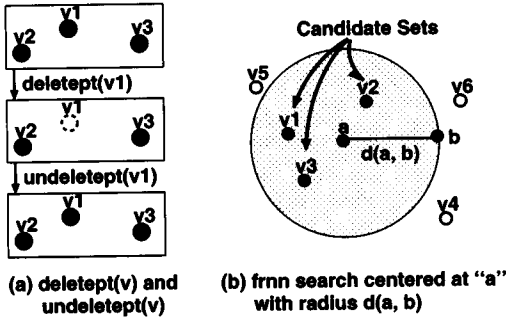 v1
v2
v3
deletept(v1)
v1
v2
v3
undeletept(v1)
v1
v2
v3
(a) deletept(v) and
undeletept(v)
Candidate Sets
v5
v2
v6
v1
a
b
d(a, b)
v3
v4
(b) frnn search centered at "a"
with radius d(a, b)